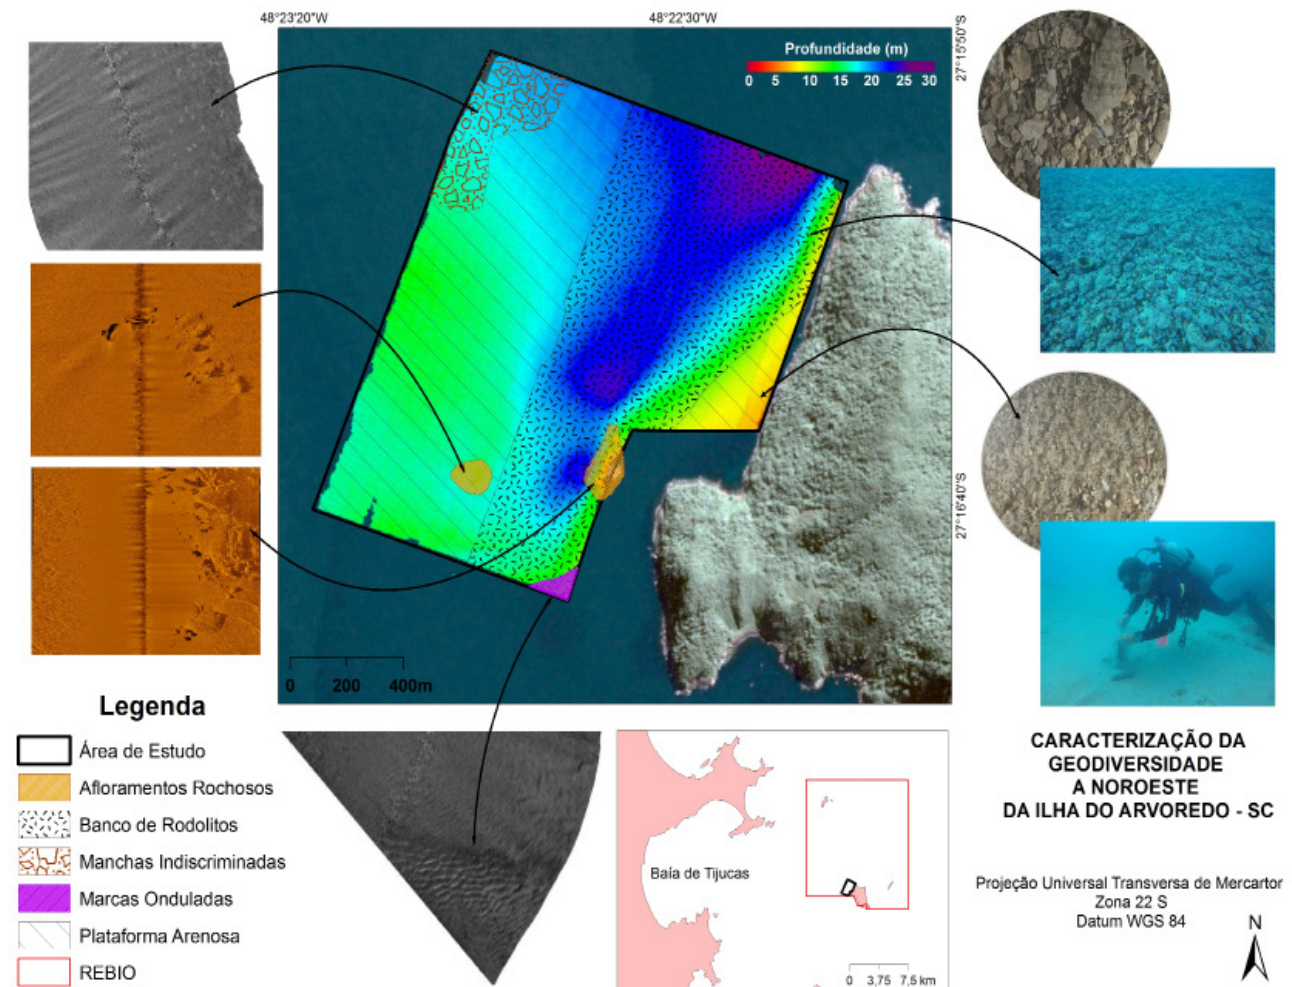 48°23'20"W
48°22'30"W
27°15'50"S
Profundidade (m)
0 5 10 15 20 25 30
27°16'40"S
0 200 400m
Legenda
Área de Estudo
Afloramentos Rochosos
Banco de Rodolitos
Manchas Indiscriminadas
Marcas Onduladas
Plataforma Arenosa
REBIO
Baía de Tijucas
0 3,75 7,5 km
CARACTERIZAÇÃO DA
GEODIVERSIDADE
A NOROESTE
DA ILHA DO ARVOREDO - SC
Projeção Universal Transversa de Mercartor
Zona 22 S
Datum WGS 84
N